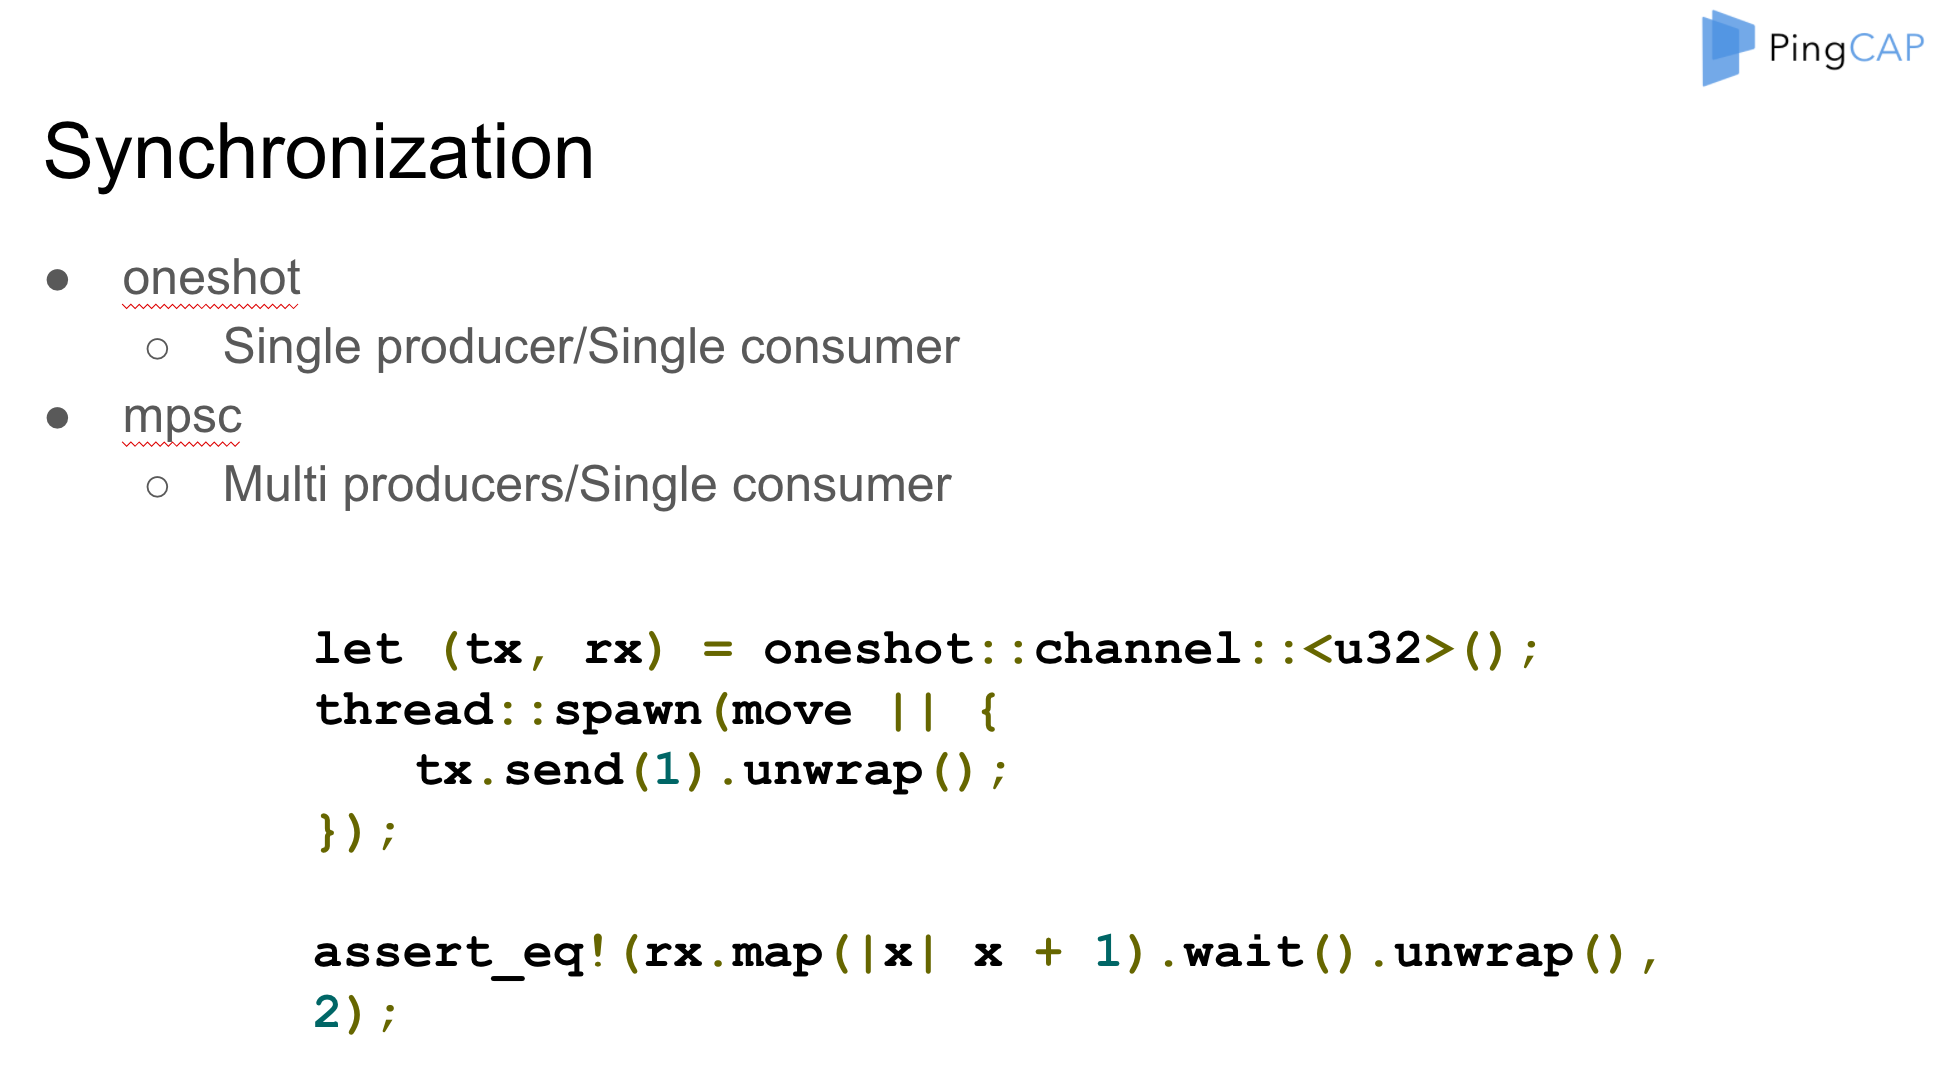 PingCAP
Synchronization
● oneshot
○ Single producer/Single consumer
● mpsc
○ Multi producers/Single consumer
let (tx, rx) = oneshot::channel::<u32>();
thread::spawn(move || {
    tx.send(1).unwrap();
});
assert_eq!(rx.map(|x| x + 1).wait().unwrap(),
2);